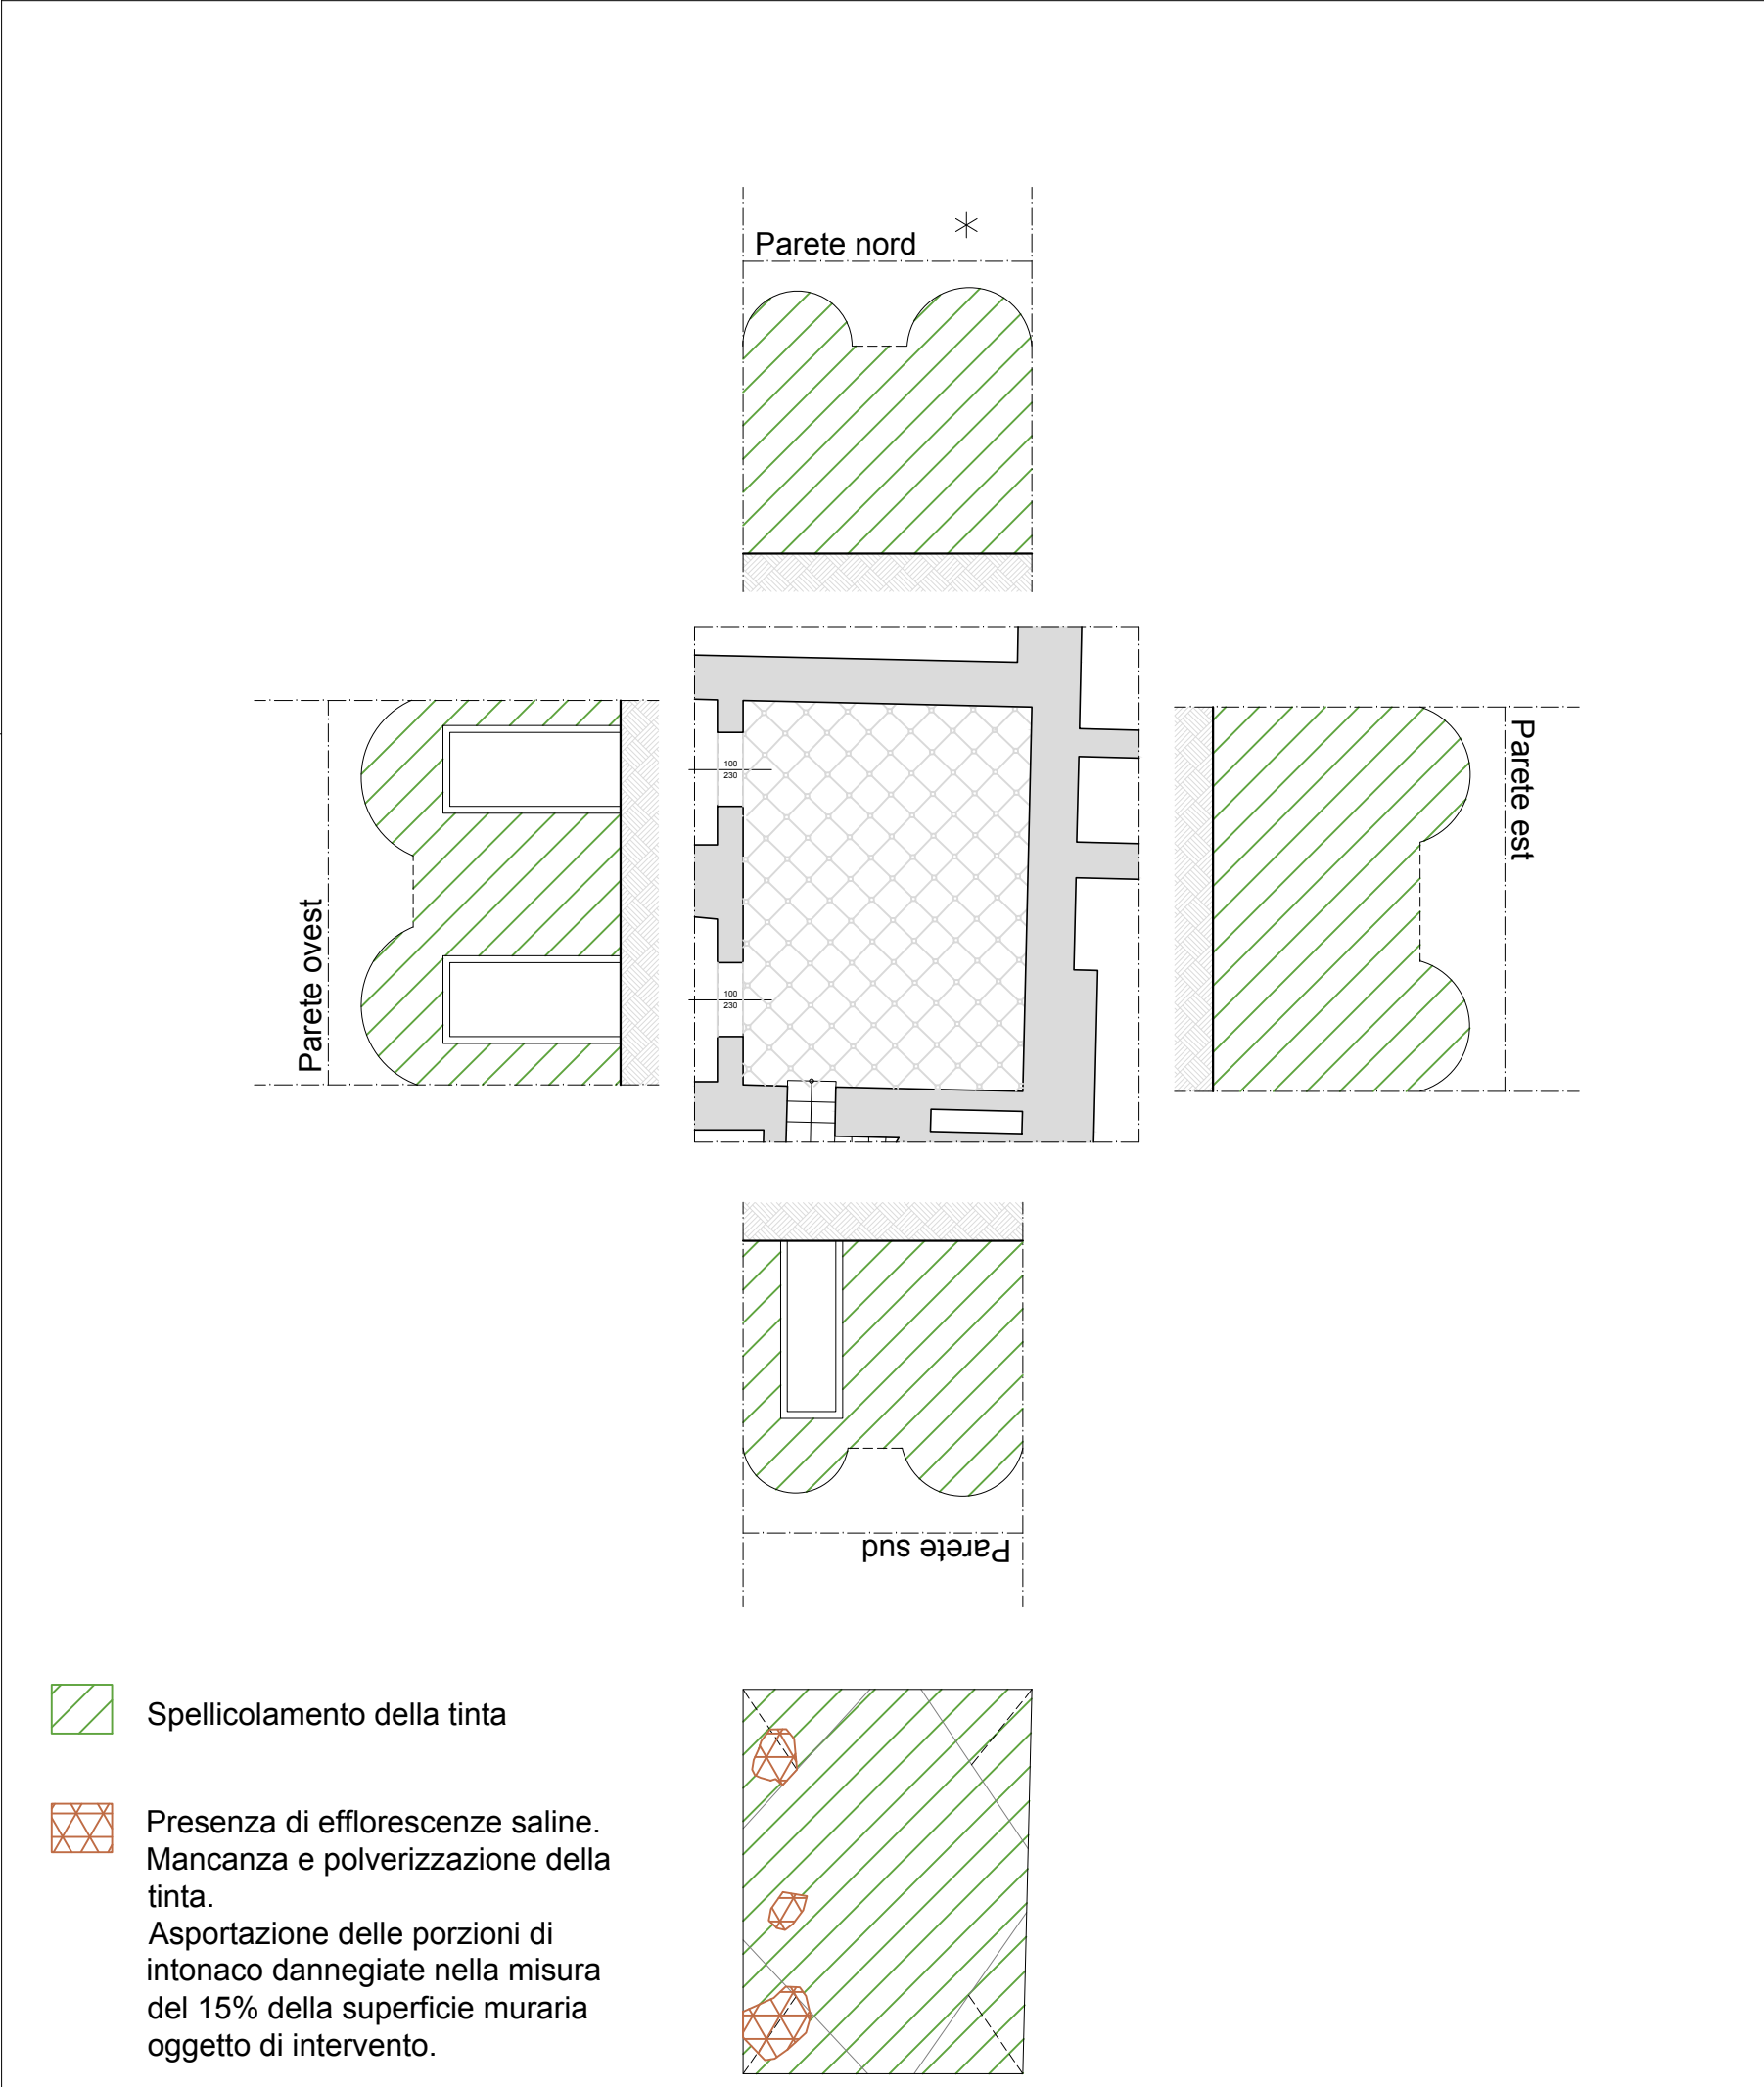 Parete nord
Parete ovest
Parete est
100
230
100
230
Parete sud
Spellicolamento della tinta
Presenza di efflorescenze saline.
Mancanza e polverizzazione della
tinta.
Asportazione delle porzioni di
intonaco dannegiate nella misura
del 15% della superficie muraria
oggetto di intervento.